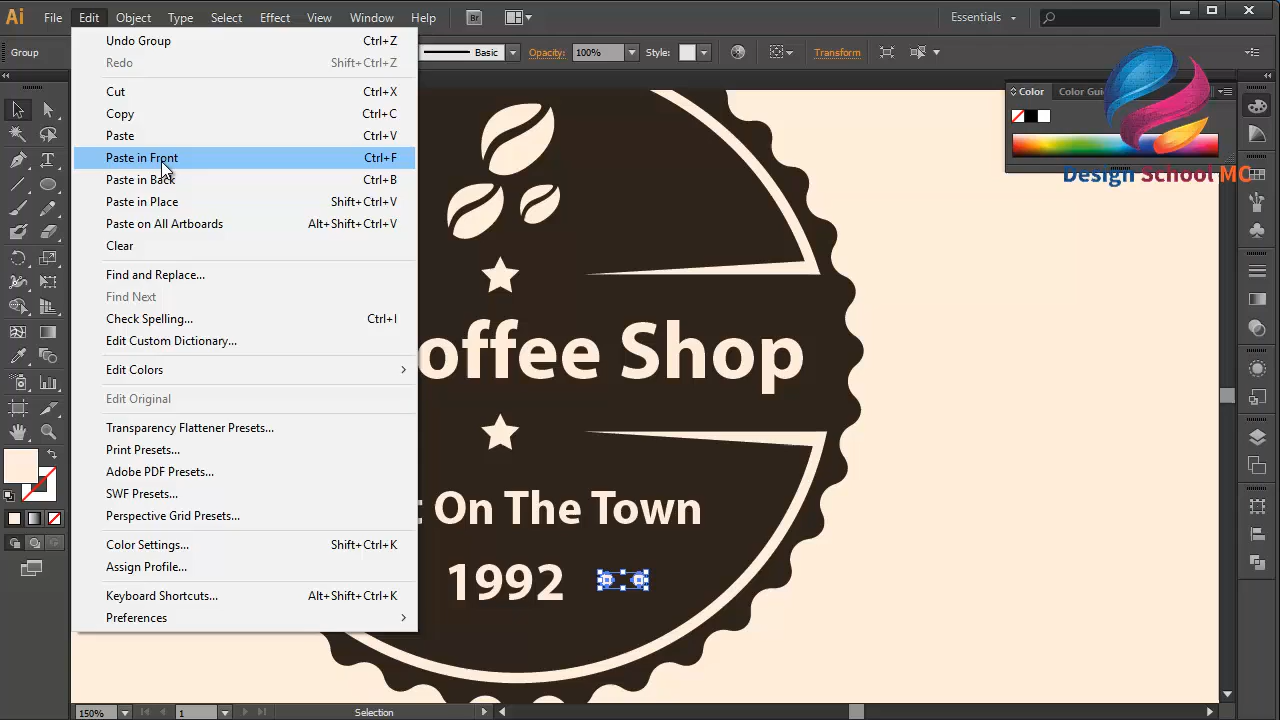 Ai File Edit Object Type Select Effect View Window Help Br Essentials
Group Basic Opacity: 100% Style: Transform
Undo Group Ctrl+Z
Redo Shift+Ctrl+Z
Cut Ctrl+X
Copy Ctrl+C
Paste Ctrl+V
Paste in Front Ctrl+F
Paste in Back Ctrl+B
Paste in Place Shift+Ctrl+V
Paste on All Artboards Alt+Shift+Ctrl+V
Clear
Find and Replace...
Find Next
Check Spelling... Ctrl+I
Edit Custom Dictionary...
Edit Colors
Edit Original
Transparency Flattener Presets...
Print Presets...
Adobe PDF Presets...
SWF Presets...
Perspective Grid Presets...
Color Settings... Shift+Ctrl+K
Assign Profile...
Keyboard Shortcuts... Alt+Shift+Ctrl+K
Preferences
Color Color Gui
Design School MC
offee Shop
t On The Town
1992
150% 1 Selection